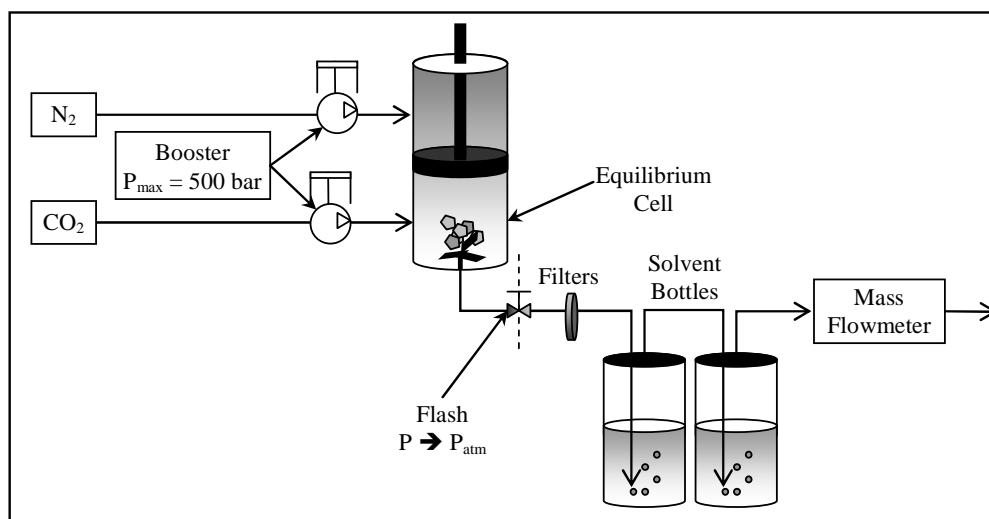 N2
Booster
Pmax = 500 bar
CO2
Equilibrium
Cell
Filters
Solvent
Bottles
Mass
Flowmeter
Flash
P ➔ Patm